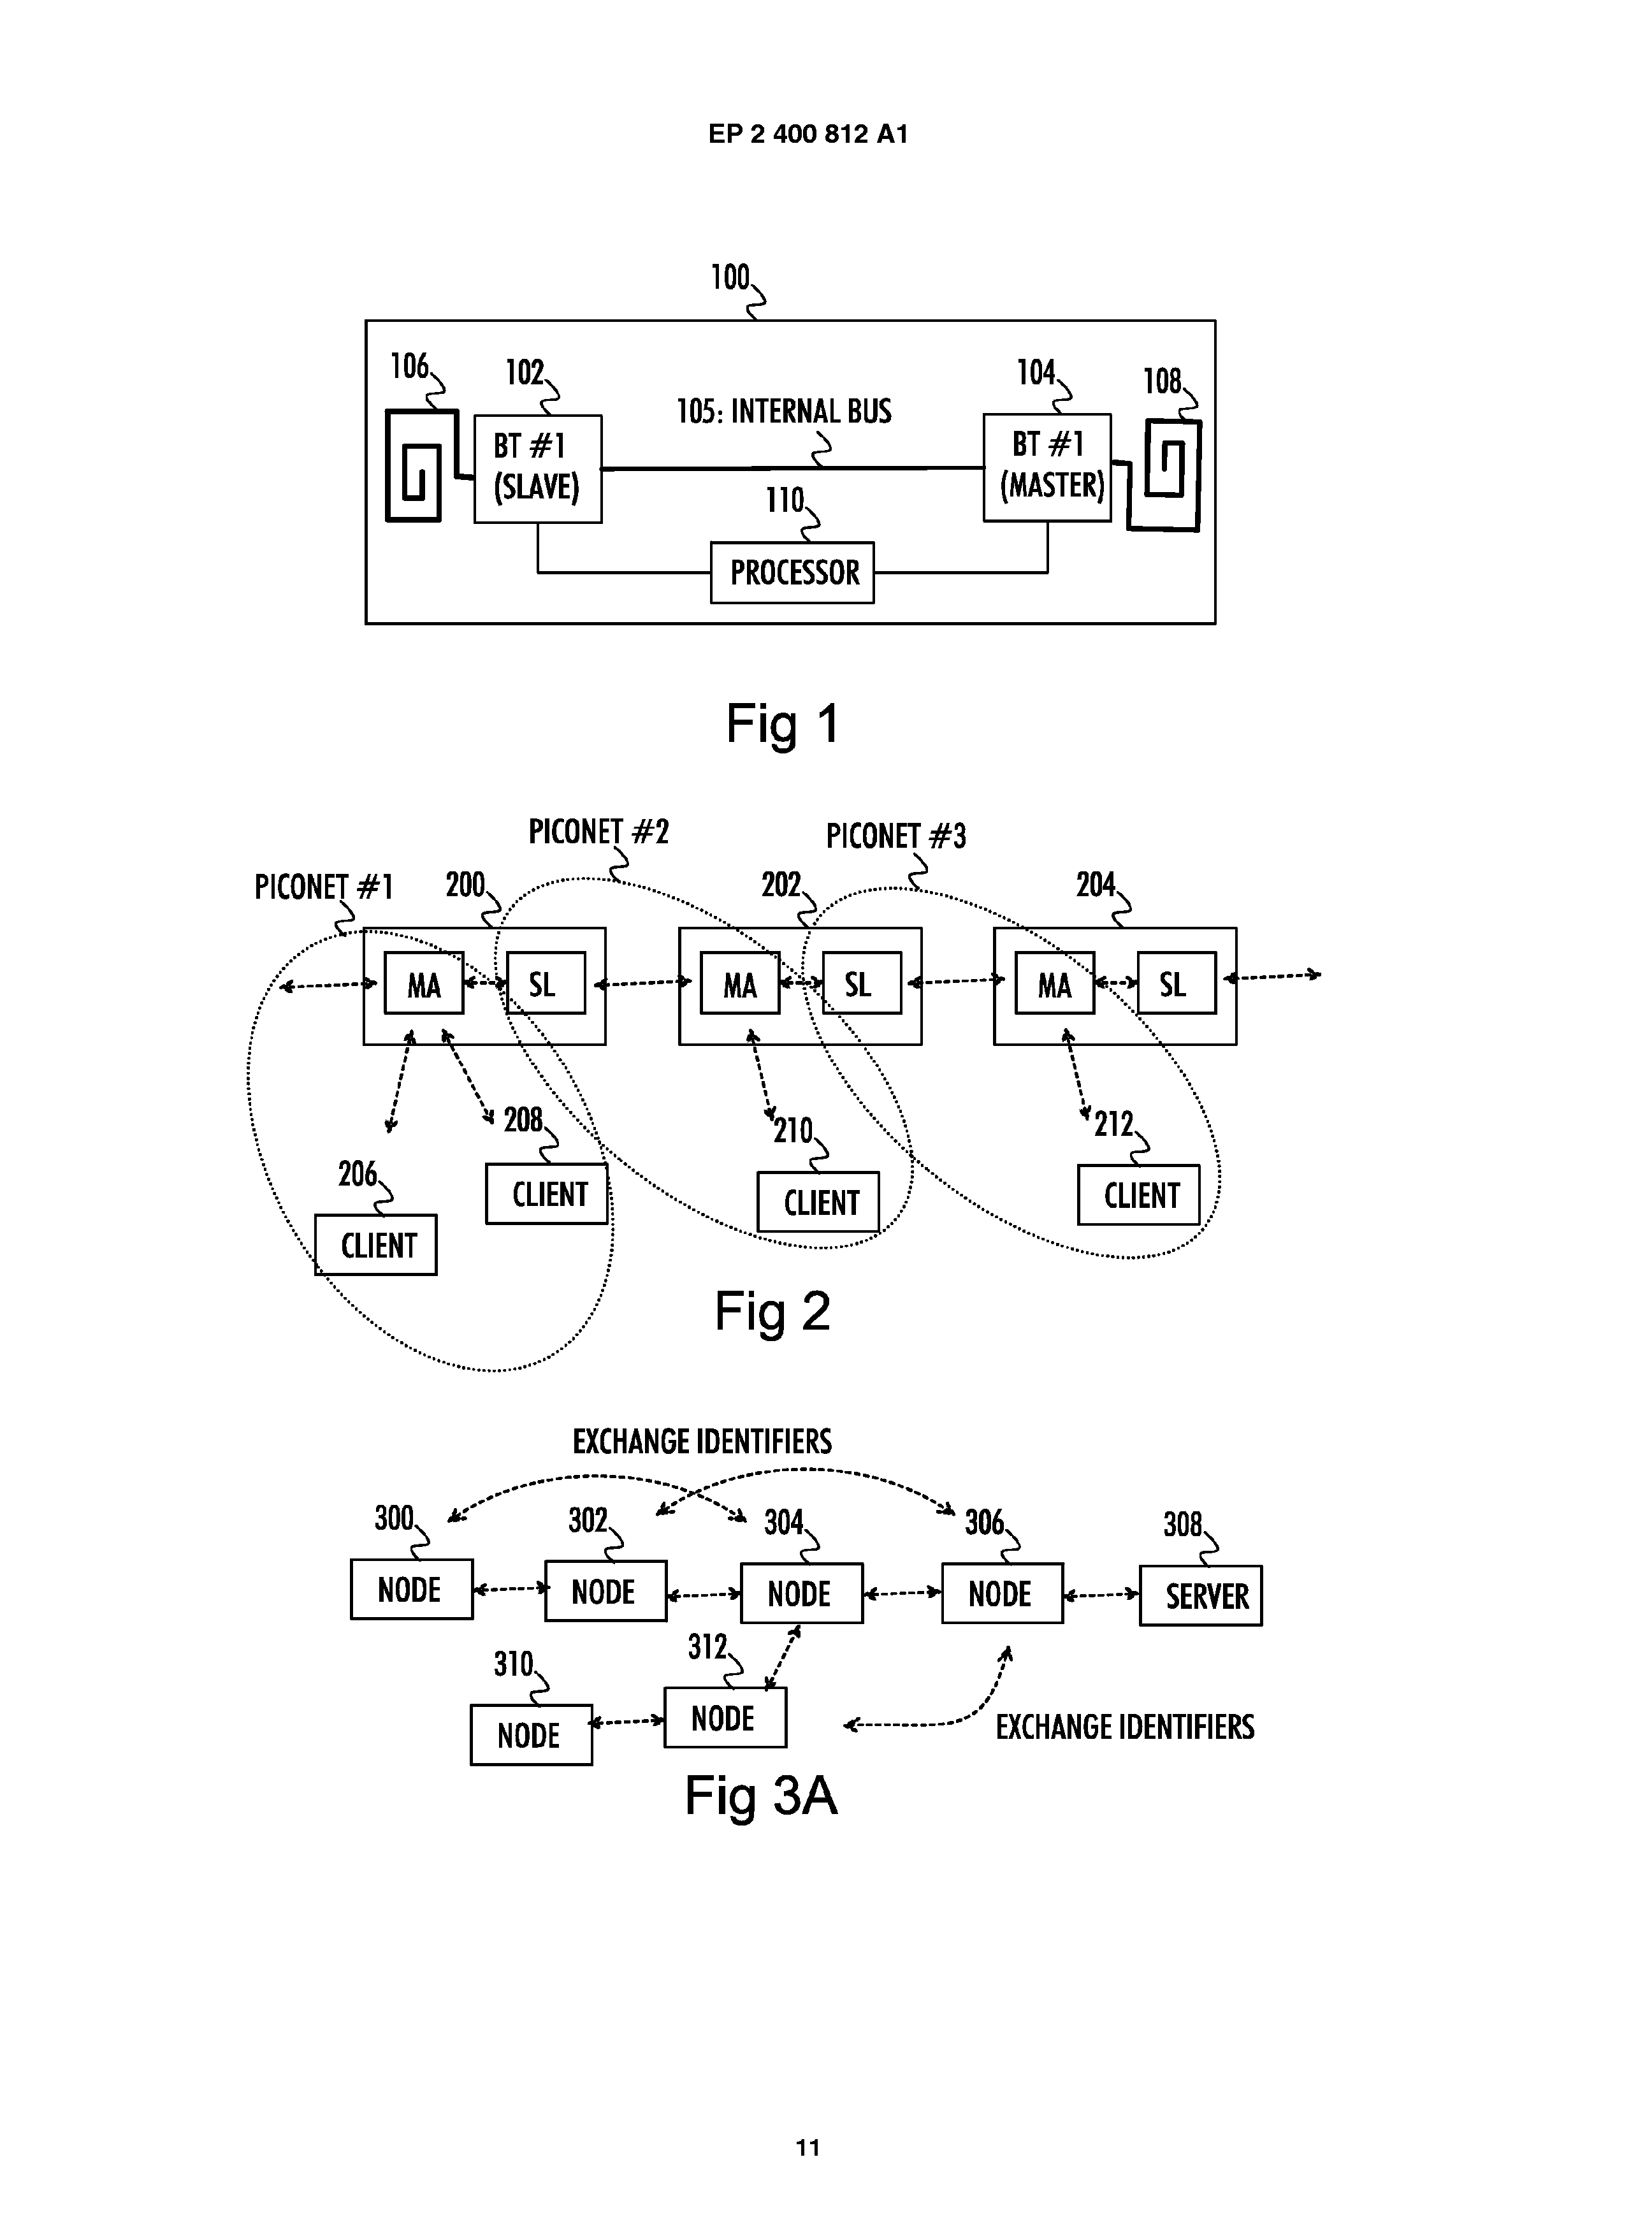 EP 2 400 812 A1
100
106
102
104
108
105: INTERNAL BUS
BT #1
(SLAVE)
BT #1
(MASTER)
110
PROCESSOR
Fig 1
PICONET #2
PICONET #3
PICONET #1
200
202
204
MA
SL
MA
SL
MA
SL
208
210
212
206
CLIENT
CLIENT
CLIENT
CLIENT
Fig 2
EXCHANGE IDENTIFIERS
300
302
304
306
308
NODE
NODE
NODE
NODE
SERVER
310
312
NODE
NODE
EXCHANGE IDENTIFIERS
Fig 3A
11